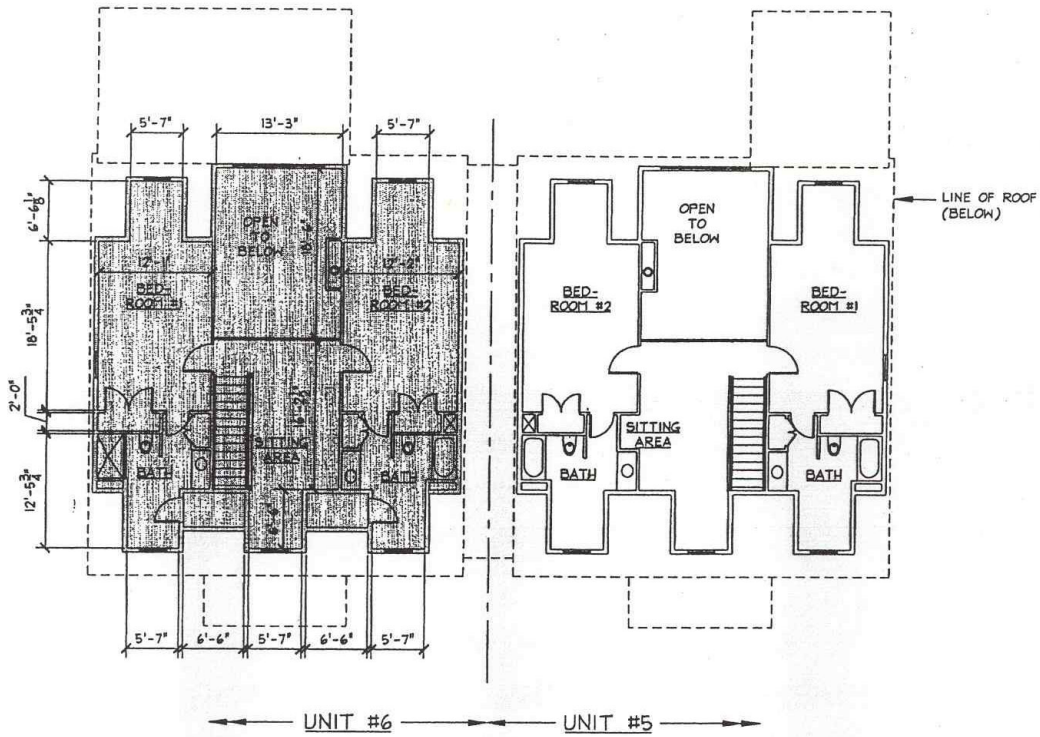 5'-7"
13'-3"
5'-7"
6'-6 1/8"
LINE OF ROOF
(BELOW)
OPEN
TO
BELOW
OPEN
TO
BELOW
12'-1"
12'-2"
BED-
ROOM #1
BED-
ROOM #2
BED-
ROOM #2
BED-
ROOM #1
18'-5 3/4"
2'-0"
SITTING
AREA
SITTING
AREA
BATH
BATH
BATH
BATH
12'-5 3/4"
6'-6"
5'-7"
6'-6"
5'-7"
6'-6"
5'-7"
UNIT #6
UNIT #5